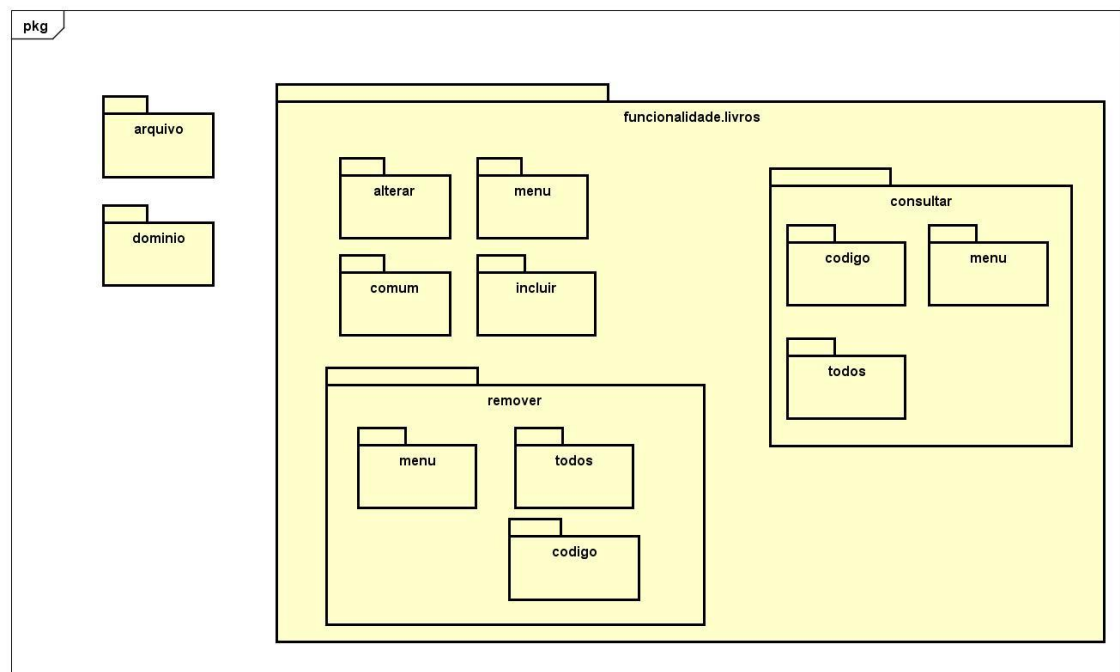 pkg
arquivo
dominio
funcionalidade.livros
alterar
menu
comum
incluir
consultar
codigo
menu
todos
remover
menu
todos
codigo